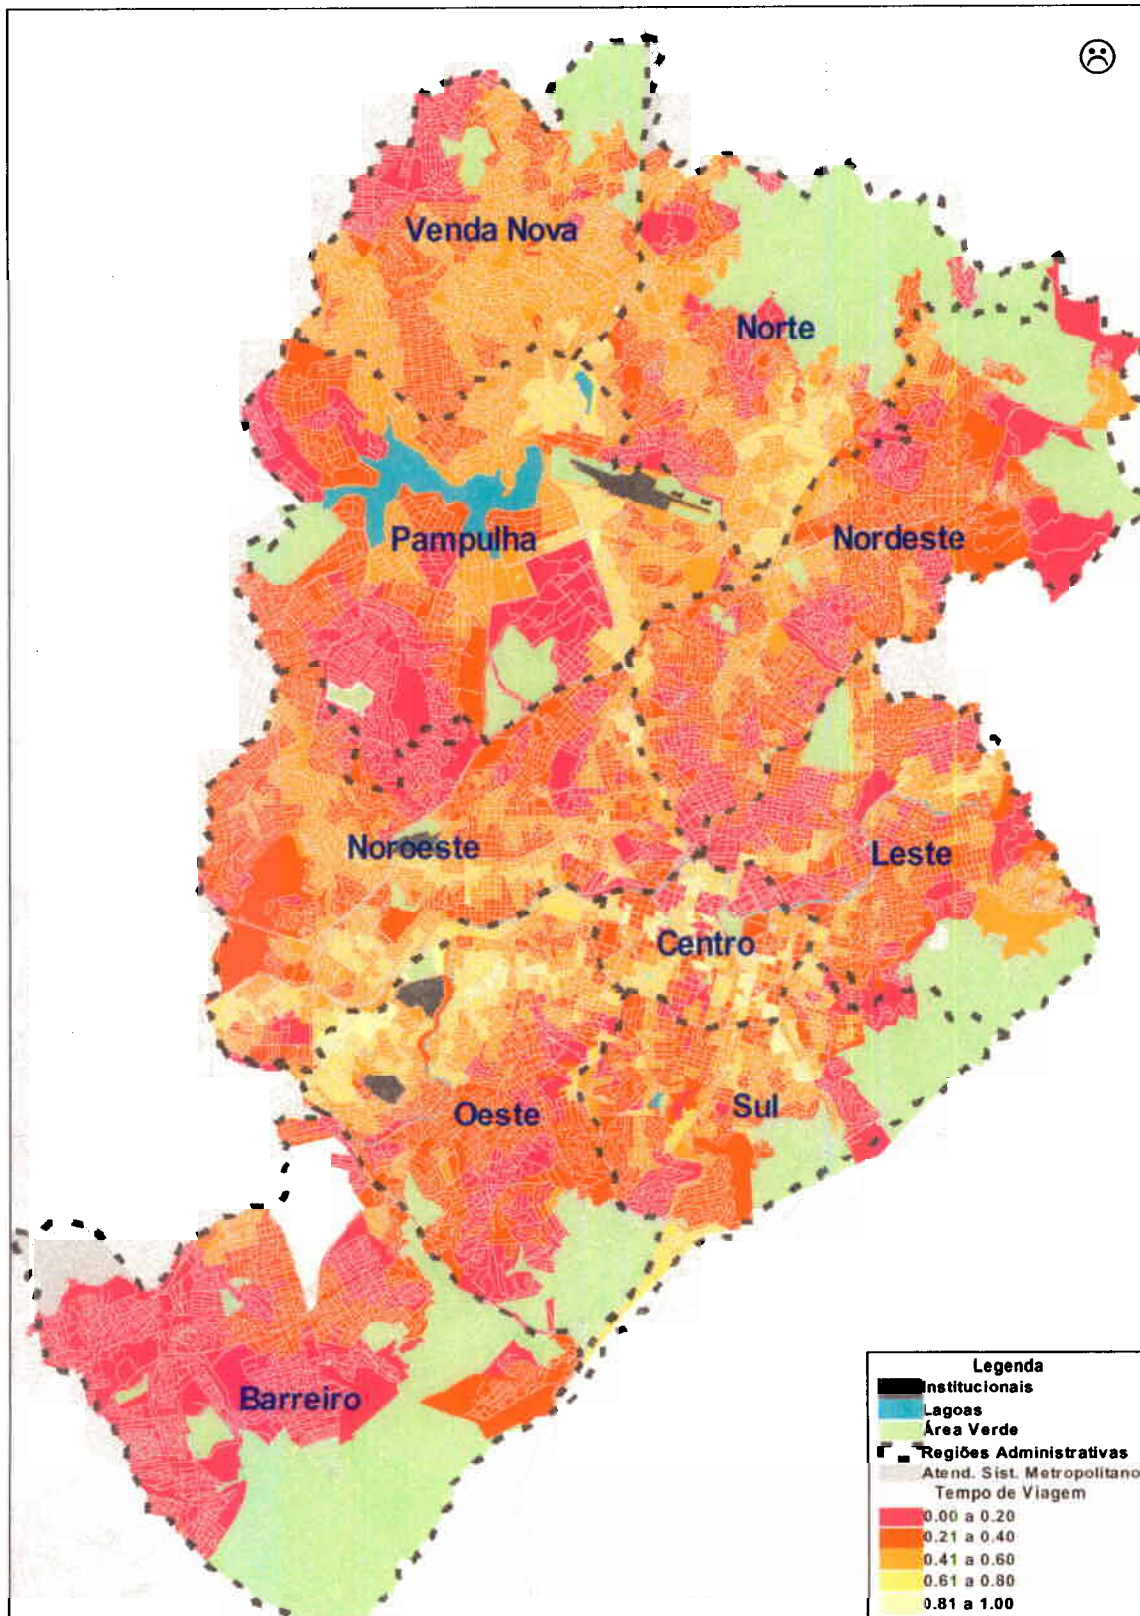 Venda Nova
Norte
Pampulha
Nordeste
Noroeste
Leste
Centro
Oeste
Sul
Barreiro
Legenda
Institucionais
Lagoas
Área Verde
Regiões Administrativas
Atend. Sist. Metropolitano
Tempo de Viagem
0.00 a 0.20
0.21 a 0.40
0.41 a 0.60
0.61 a 0.80
0.81 a 1.00